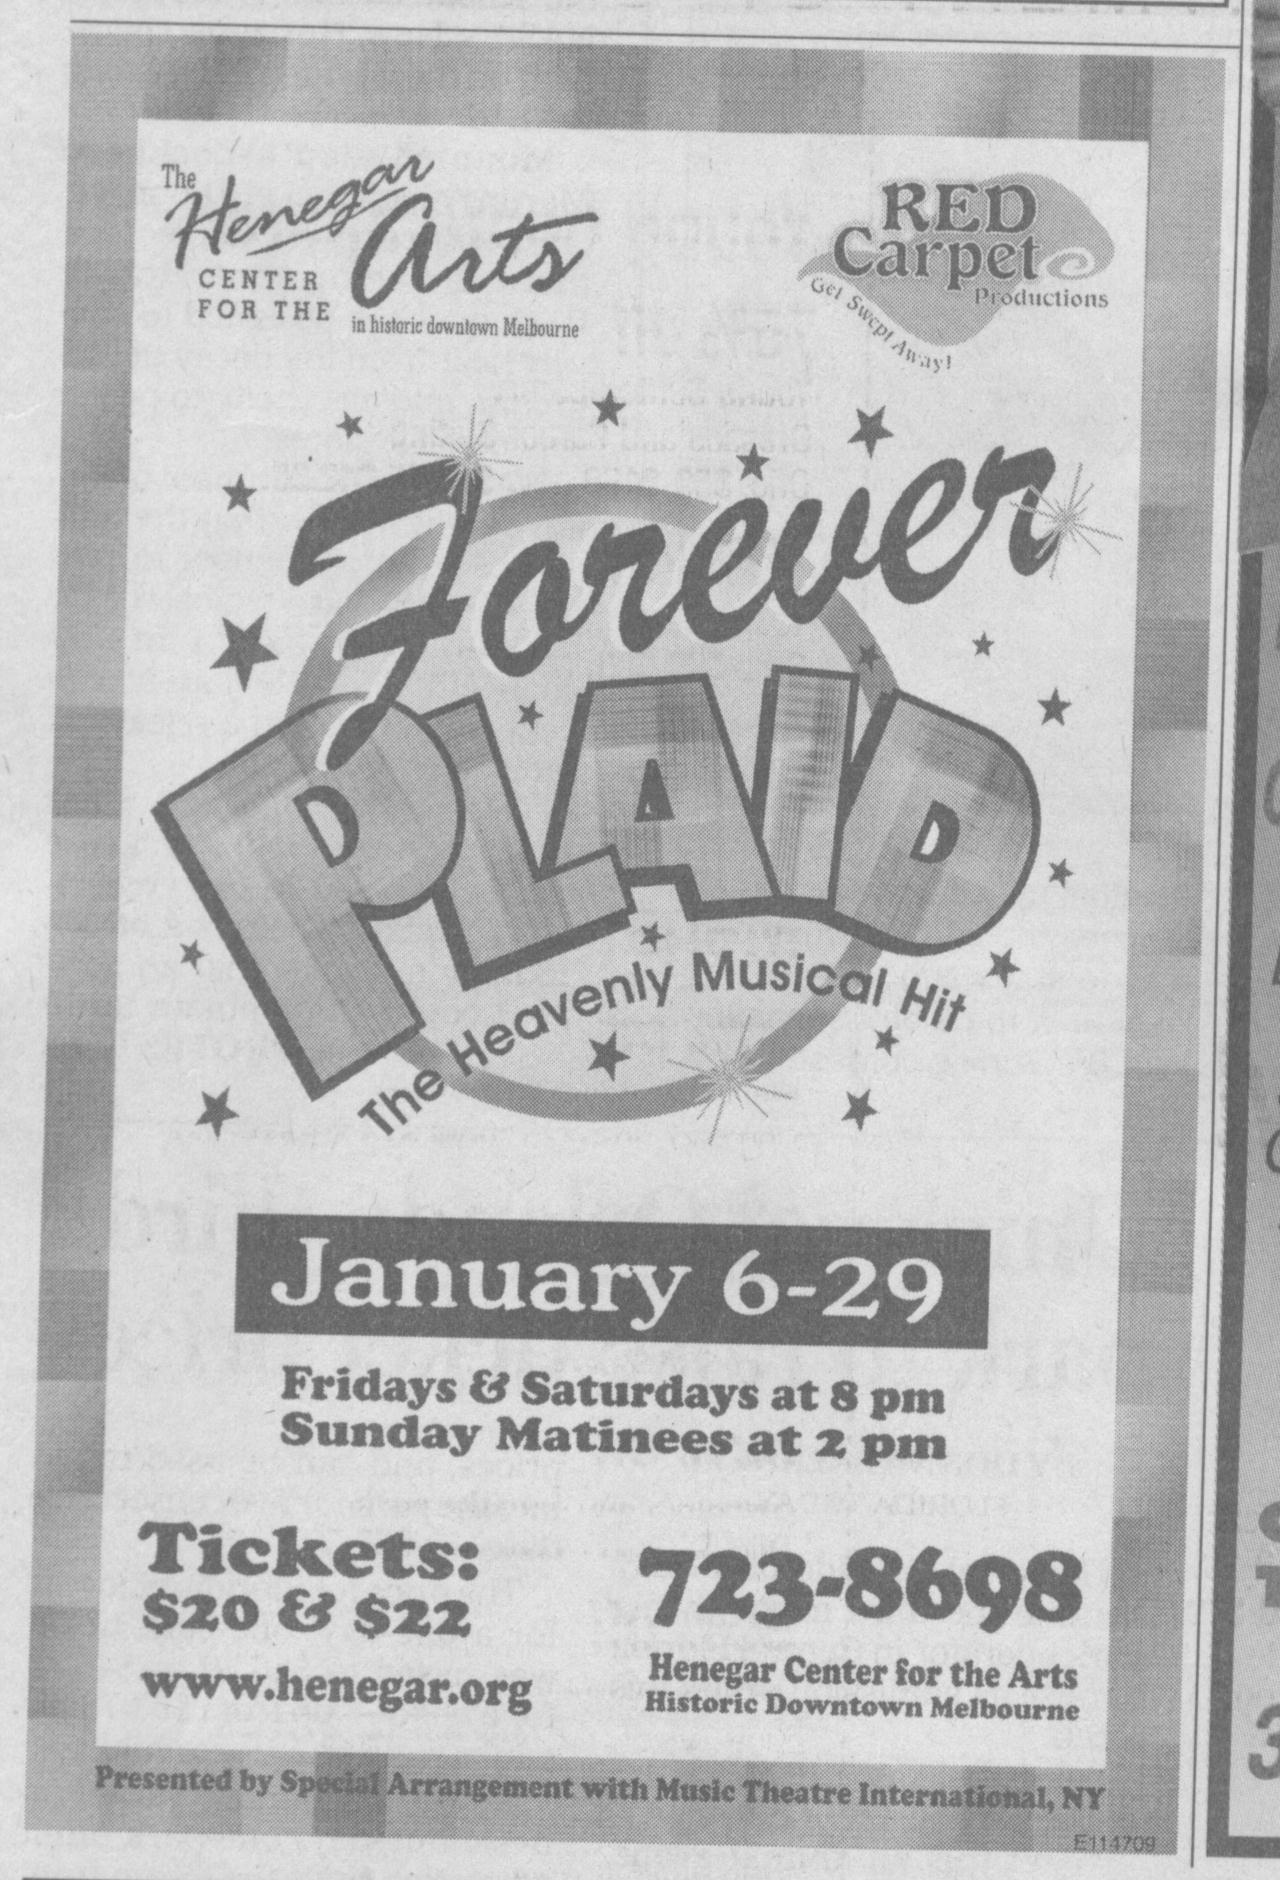 The Henegar
CENTER
FOR THE
Arts
in historic downtown Melbourne
RED
Carpet
Productions
Get Swept Away!
Forever
PLAID
The Heavenly Musical Hit
January 6-29
Fridays & Saturdays at 8 pm
Sunday Matinees at 2 pm
Tickets:
$20 & $22
www.henegar.org
723-8698
Henegar Center for the Arts
Historic Downtown Melbourne
Presented by Special Arrangement with Music Theatre International, NY
E114709